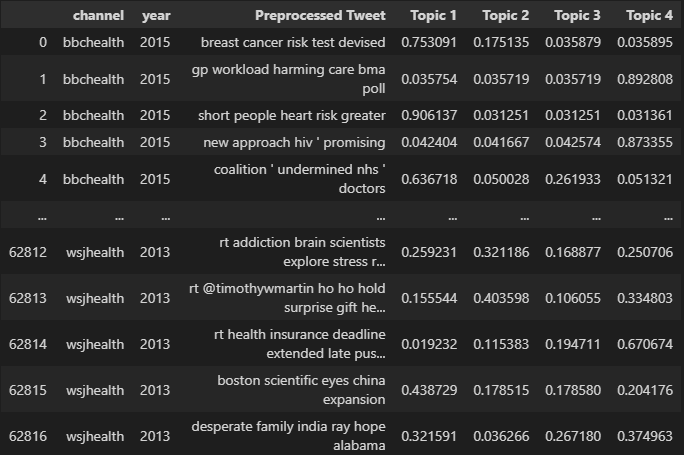 channel year Preprocessed Tweet Topic 1 Topic 2 Topic 3 Topic 4
0 bbchealth 2015 breast cancer risk test devised 0.753091 0.175135 0.035879 0.035895
1 bbchealth 2015 gp workload harming care bma poll 0.035754 0.035719 0.035719 0.892808
2 bbchealth 2015 short people heart risk greater 0.906137 0.031251 0.031251 0.031361
3 bbchealth 2015 new approach hiv ' promising 0.042404 0.041667 0.042574 0.873355
4 bbchealth 2015 coalition ' undermined nhs ' doctors 0.636718 0.050028 0.261933 0.051321
... ... ... ... ... ... ... ...
62812 wsjhealth 2013 rt addiction brain scientists explore stress r... 0.259231 0.321186 0.168877 0.250706
62813 wsjhealth 2013 rt @timothywmartin ho ho hold surprise gift he... 0.155544 0.403598 0.106055 0.334803
62814 wsjhealth 2013 rt health insurance deadline extended late pus... 0.019232 0.115383 0.194711 0.670674
62815 wsjhealth 2013 boston scientific eyes china expansion 0.438729 0.178515 0.178580 0.204176
62816 wsjhealth 2013 desperate family india ray hope alabama 0.321591 0.036266 0.267180 0.374963